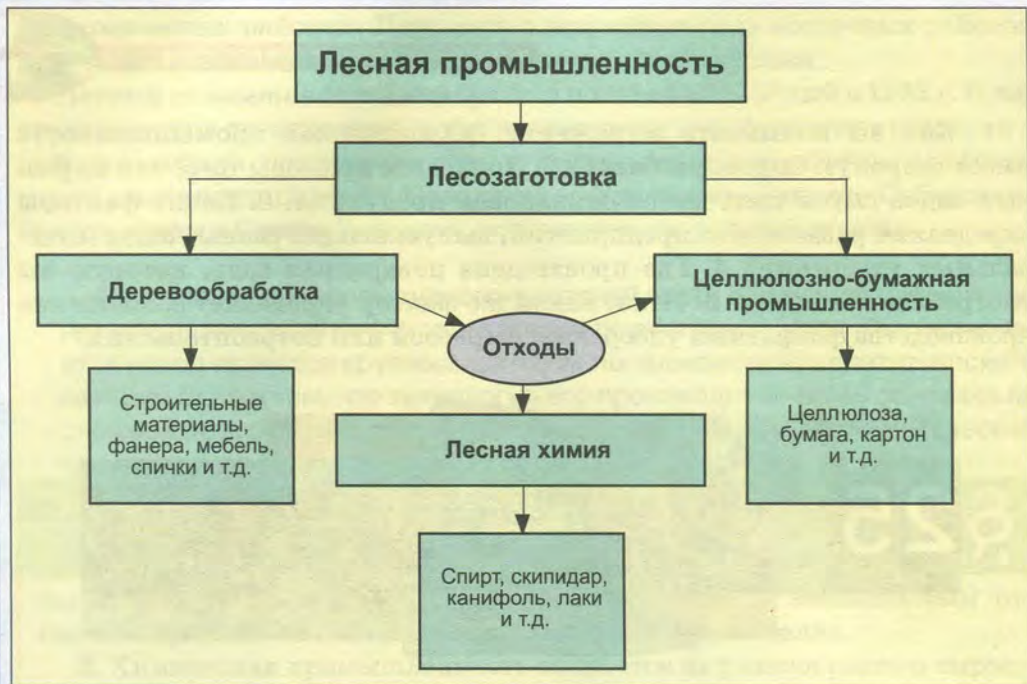 Лесная промышленность
Лесозаготовка
Деревообработка
Целлюлозно-бумажная
промышленность
Отходы
Строительные
материалы,
фанера, мебель,
спички и т.д.
Лесная химия
Целлюлоза,
бумага, картон
и т.д.
Спирт, скипидар,
канифоль, лаки
и т.д.